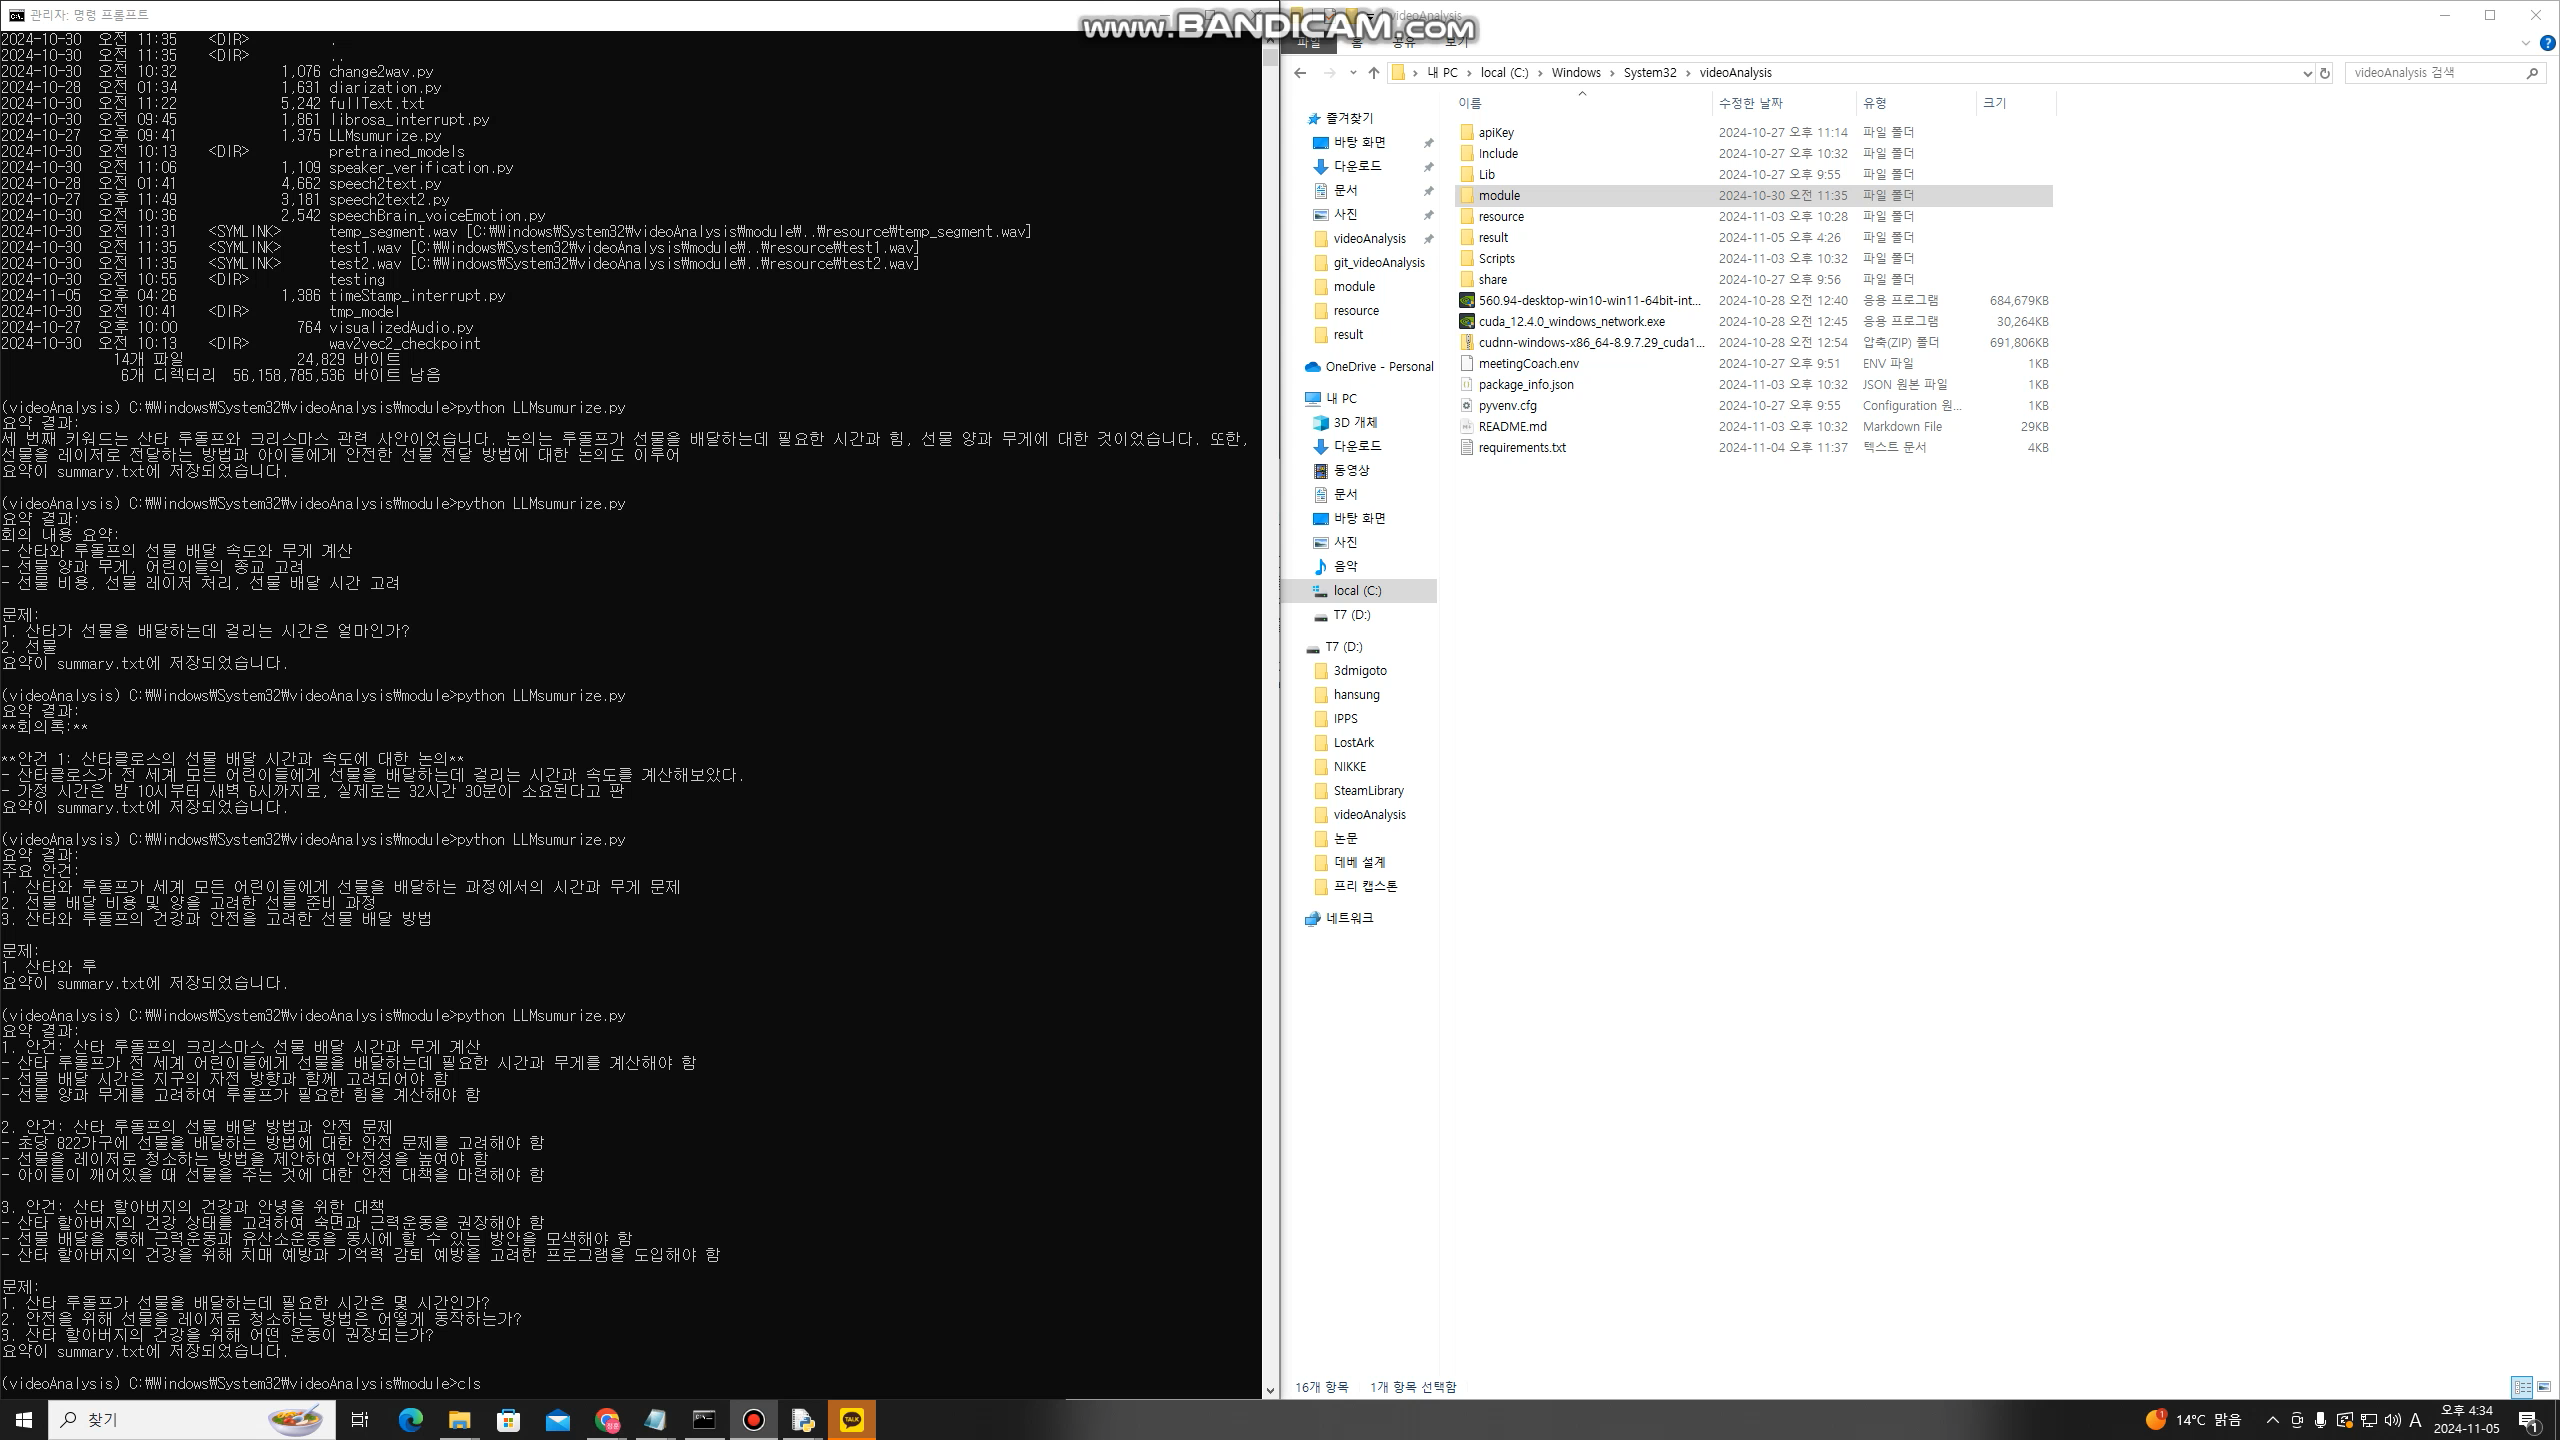 관리자: 명령 프롬프트
2024-10-30  오전 11:35    <DIR>          .
2024-10-30  오전 11:35    <DIR>          ..
2024-10-30  오전 10:32             1,076 change2wav.py
2024-10-28  오전 01:34             1,631 diarization.py
2024-10-30  오전 11:22             5,242 fullText.txt
2024-10-30  오전 09:45             1,861 librosa_interrupt.py
2024-10-27  오후 09:41             1,375 LLMsumurize.py
2024-10-30  오전 10:13    <DIR>          pretrained_models
2024-10-30  오전 11:06             1,109 speaker_verification.py
2024-10-28  오전 01:41             4,662 speech2text.py
2024-10-27  오후 11:49             3,181 speech2text2.py
2024-10-30  오전 10:36             2,542 speechBrain_voiceEmotion.py
2024-10-30  오전 11:31    <SYMLINK>      temp_segment.wav [C:₩Windows₩System32₩videoAnalysis₩module₩..₩resource₩temp_segment.wav]
2024-10-30  오전 11:35    <SYMLINK>      test1.wav [C:₩Windows₩System32₩videoAnalysis₩module₩..₩resource₩test1.wav]
2024-10-30  오전 11:35    <SYMLINK>      test2.wav [C:₩Windows₩System32₩videoAnalysis₩module₩..₩resource₩test2.wav]
2024-10-30  오전 10:55    <DIR>          testing
2024-11-05  오후 04:26             1,386 timeStamp_interrupt.py
2024-10-30  오전 10:41    <DIR>          tmp_model
2024-10-27  오후 10:00               764 visualizedAudio.py
2024-10-30  오전 10:13    <DIR>          wav2vec2_checkpoint
14개 파일              24,829 바이트
6개 디렉터리  56,158,785,536 바이트 남음
(videoAnalysis) C:₩Windows₩System32₩videoAnalysis₩module>python LLMsumurize.py
요약 결과:
세 번째 키워드는 산타 루돌프와 크리스마스 관련 사안이었습니다. 논의는 루돌프가 선물을 배달하는데 필요한 시간과 힘, 선물 양과 무게에 대한 것이었습니다. 또한,
선물을 레이저로 전달하는 방법과 아이들에게 안전한 선물 전달 방법에 대한 논의도 이루어
요약이 summary.txt에 저장되었습니다.
(videoAnalysis) C:₩Windows₩System32₩videoAnalysis₩module>python LLMsumurize.py
요약 결과:
회의 내용 요약:
- 산타와 루돌프의 선물 배달 속도와 무게 계산
- 선물 양과 무게, 어린이들의 종교 고려
- 선물 비용, 선물 레이저 처리, 선물 배달 시간 고려
문제:
1. 산타가 선물을 배달하는데 걸리는 시간은 얼마인가?
2. 선물
요약이 summary.txt에 저장되었습니다.
(videoAnalysis) C:₩Windows₩System32₩videoAnalysis₩module>python LLMsumurize.py
요약 결과:
**회의록:**
**안건 1: 산타클로스의 선물 배달 시간과 속도에 대한 논의**
- 산타클로스가 전 세계 모든 어린이들에게 선물을 배달하는데 걸리는 시간과 속도를 계산해보았다.
- 가정 시간은 밤 10시부터 새벽 6시까지로, 실제로는 32시간 30분이 소요된다고 판
요약이 summary.txt에 저장되었습니다.
(videoAnalysis) C:₩Windows₩System32₩videoAnalysis₩module>python LLMsumurize.py
요약 결과:
주요 안건:
1. 산타와 루돌프가 세계 모든 어린이들에게 선물을 배달하는 과정에서의 시간과 무게 문제
2. 선물 배달 비용 및 양을 고려한 선물 준비 과정
3. 산타와 루돌프의 건강과 안전을 고려한 선물 배달 방법
문제:
1. 산타와 루
요약이 summary.txt에 저장되었습니다.
(videoAnalysis) C:₩Windows₩System32₩videoAnalysis₩module>python LLMsumurize.py
요약 결과:
1. 안건: 산타 루돌프의 크리스마스 선물 배달 시간과 무게 계산
- 산타 루돌프가 전 세계 어린이들에게 선물을 배달하는데 필요한 시간과 무게를 계산해야 함
- 선물 배달 시간은 지구의 자전 방향과 함께 고려되어야 함
- 선물 양과 무게를 고려하여 루돌프가 필요한 힘을 계산해야 함
2. 안건: 산타 루돌프의 선물 배달 방법과 안전 문제
- 초당 822가구에 선물을 배달하는 방법에 대한 안전 문제를 고려해야 함
- 선물을 레이저로 청소하는 방법을 제안하여 안전성을 높여야 함
- 아이들이 깨어있을 때 선물을 주는 것에 대한 안전 대책을 마련해야 함
3. 안건: 산타 할아버지의 건강과 안녕을 위한 대책
- 산타 할아버지의 건강 상태를 고려하여 숙면과 근력운동을 권장해야 함
- 선물 배달을 통해 근력운동과 유산소운동을 동시에 할 수 있는 방안을 모색해야 함
- 산타 할아버지의 건강을 위해 치매 예방과 기억력 감퇴 예방을 고려한 프로그램을 도입해야 함
문제:
1. 산타 루돌프가 선물을 배달하는데 필요한 시간은 몇 시간인가?
2. 안전을 위해 선물을 레이저로 청소하는 방법은 어떻게 동작하는가?
3. 산타 할아버지의 건강을 위해 어떤 운동이 권장되는가?
요약이 summary.txt에 저장되었습니다.
(videoAnalysis) C:₩Windows₩System32₩videoAnalysis₩module>cls
www.BANDICAM.com
videoAnalysis
파일 홈 공유 보기
내 PC > local (C:) > Windows > System32 > videoAnalysis
videoAnalysis 검색
즐겨찾기
바탕 화면
다운로드
문서
사진
videoAnalysis
git_videoAnalysis
module
resource
result
OneDrive - Personal
내 PC
3D 개체
다운로드
동영상
문서
바탕 화면
사진
음악
local (C:)
T7 (D:)
T7 (D:)
3dmigoto
hansung
IPPS
LostArk
NIKKE
SteamLibrary
videoAnalysis
논문
데베 설계
프리 캡스톤
네트워크
이름 수정한 날짜 유형 크기
apiKey 2024-10-27 오후 11:14 파일 폴더
Include 2024-10-27 오후 10:32 파일 폴더
Lib 2024-10-27 오후 9:55 파일 폴더
module 2024-10-30 오전 11:35 파일 폴더
resource 2024-11-03 오후 10:28 파일 폴더
result 2024-11-05 오후 4:26 파일 폴더
Scripts 2024-11-03 오후 10:32 파일 폴더
share 2024-10-27 오후 9:56 파일 폴더
560.94-desktop-win10-win11-64bit-int... 2024-10-28 오전 12:40 응용 프로그램 684,679KB
cuda_12.4.0_windows_network.exe 2024-10-28 오전 12:45 응용 프로그램 30,264KB
cudnn-windows-x86_64-8.9.7.29_cuda1... 2024-10-28 오전 12:54 압축(ZIP) 폴더 691,806KB
meetingCoach.env 2024-10-27 오후 9:51 ENV 파일 1KB
package_info.json 2024-11-03 오후 10:32 JSON 원본 파일 1KB
pyvenv.cfg 2024-10-27 오후 9:55 Configuration 원... 1KB
README.md 2024-11-03 오후 10:32 Markdown File 29KB
requirements.txt 2024-11-04 오후 11:37 텍스트 문서 4KB
16개 항목 1개 항목 선택함
찾기
TALK
1
14°C 맑음
A
오후 4:34
2024-11-05
1